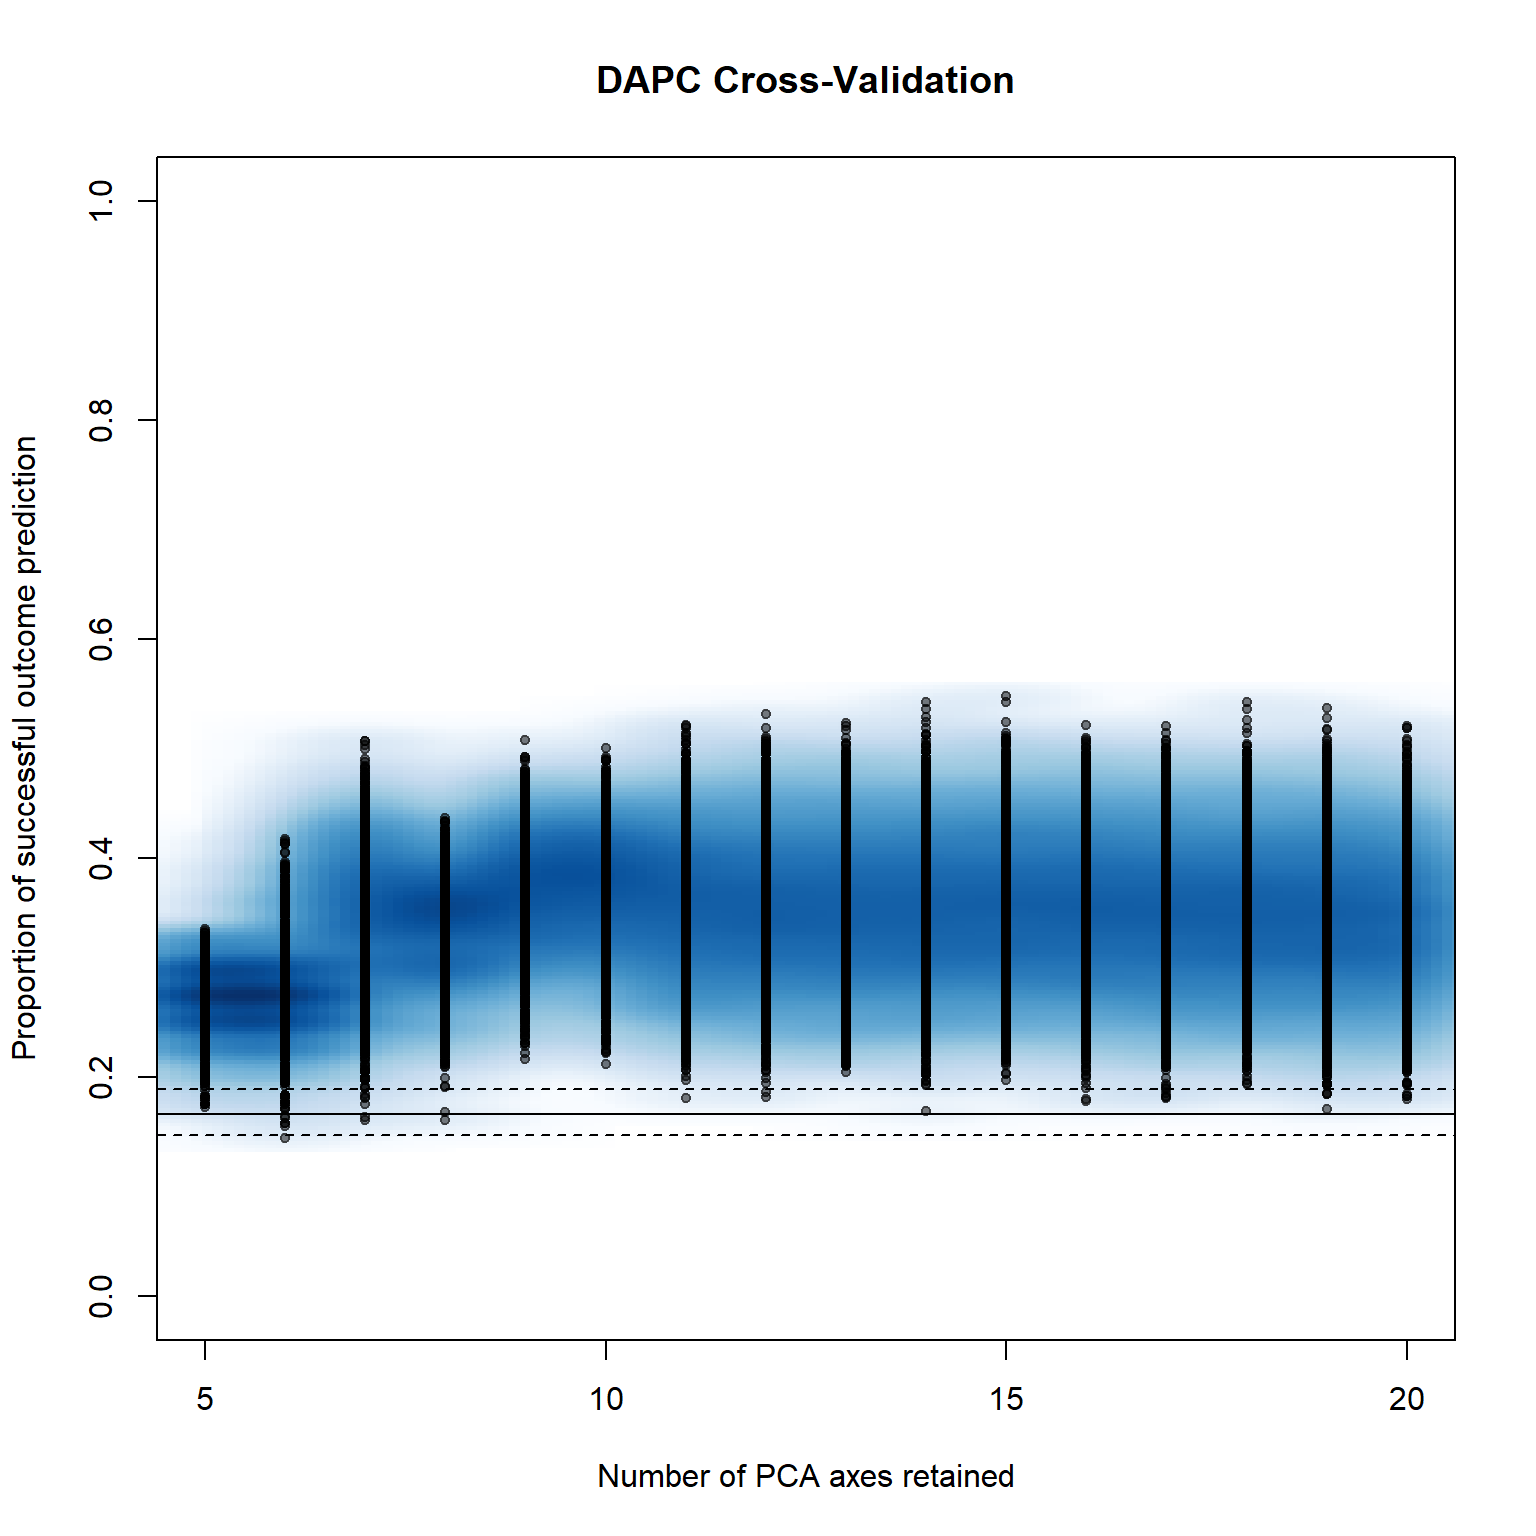 DAPC Cross-Validation
Proportion of successful outcome prediction
1.0
0.8
0.6
0.4
0.2
0.0
5 10 15 20
Number of PCA axes retained